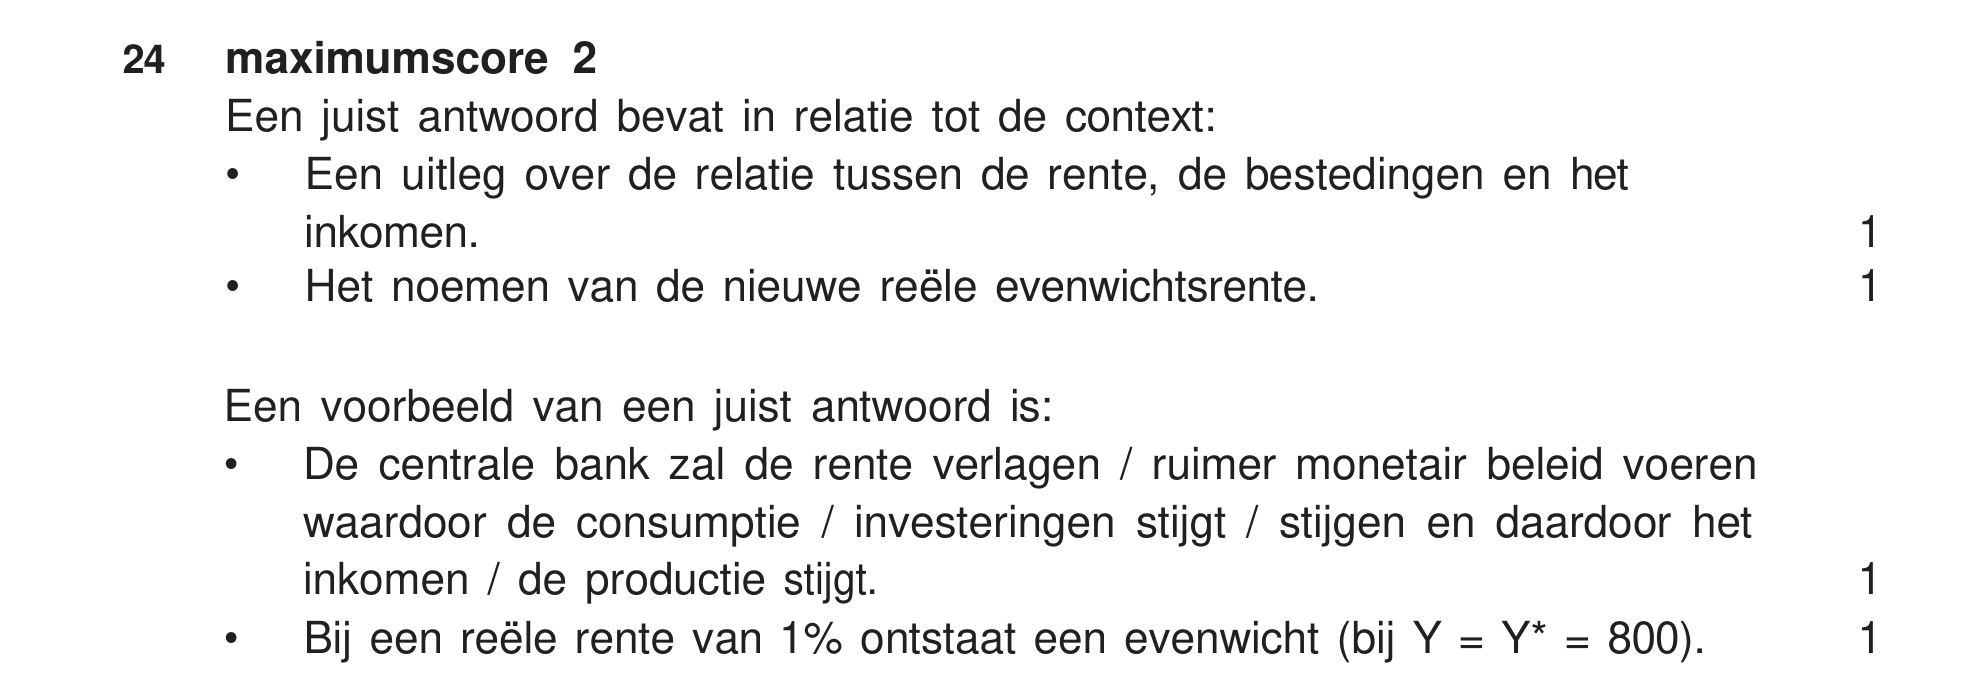 24 maximumscore 2
Een juist antwoord bevat in relatie tot de context:
• Een uitleg over de relatie tussen de rente, de bestedingen en het
inkomen. 1
• Het noemen van de nieuwe reële evenwichtsrente. 1
Een voorbeeld van een juist antwoord is:
• De centrale bank zal de rente verlagen / ruimer monetair beleid voeren
waardoor de consumptie / investeringen stijgt / stijgen en daardoor het
inkomen / de productie stijgt. 1
• Bij een reële rente van 1% ontstaat een evenwicht (bij Y = Y* = 800). 1